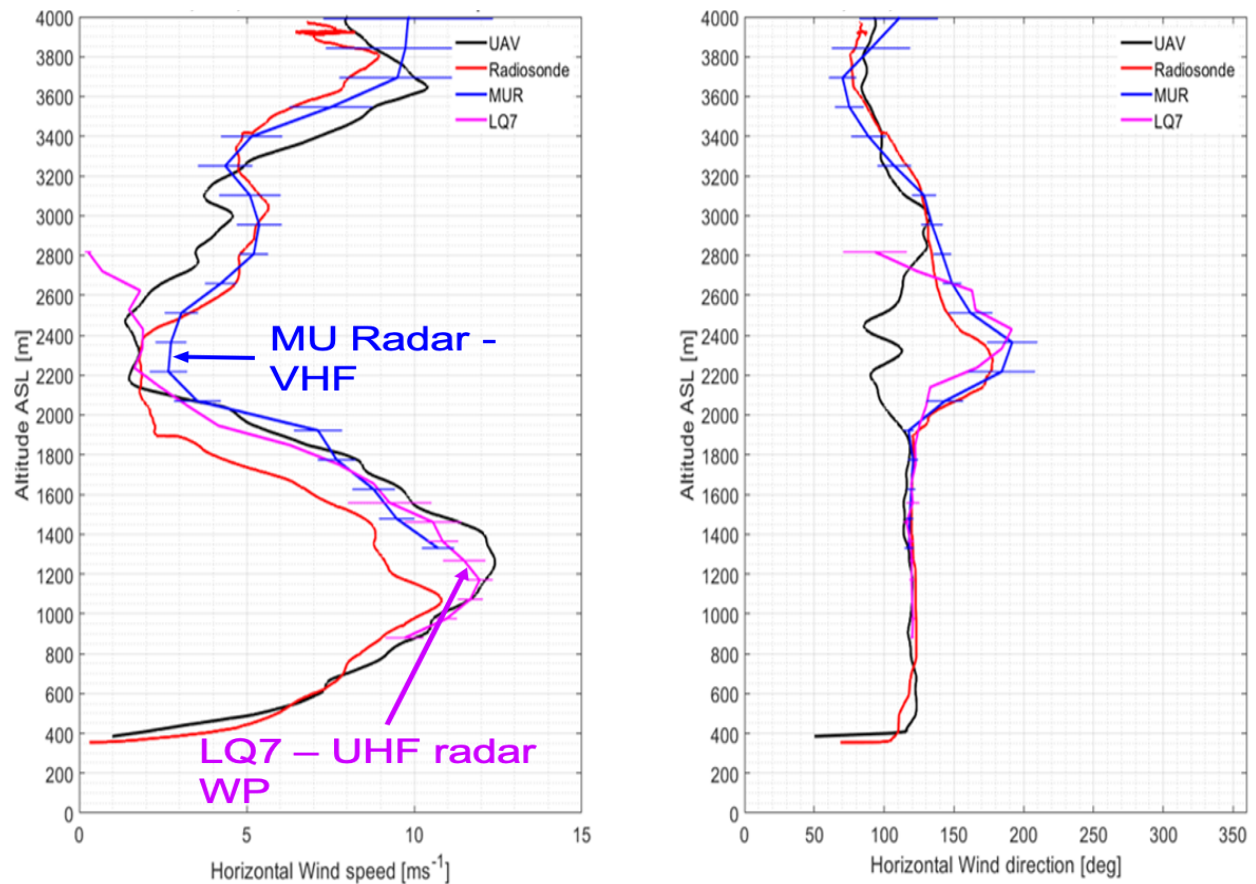 4000
3800
3600
3400
3200
3000
2800
2600
2400
2200
2000
1800
1600
1400
1200
1000
800
600
400
200
0
Altitude ASL [m]
0 5 10 15
Horizontal Wind speed [ms⁻¹]
UAV
Radiosonde
MUR
LQ7
MU Radar -
VHF
LQ7 – UHF radar
WP
4000
3800
3600
3400
3200
3000
2800
2600
2400
2200
2000
1800
1600
1400
1200
1000
800
600
400
200
0
Altitude ASL [m]
0 50 100 150 200 250 300 350
Horizontal Wind direction [deg]
UAV
Radiosonde
MUR
LQ7